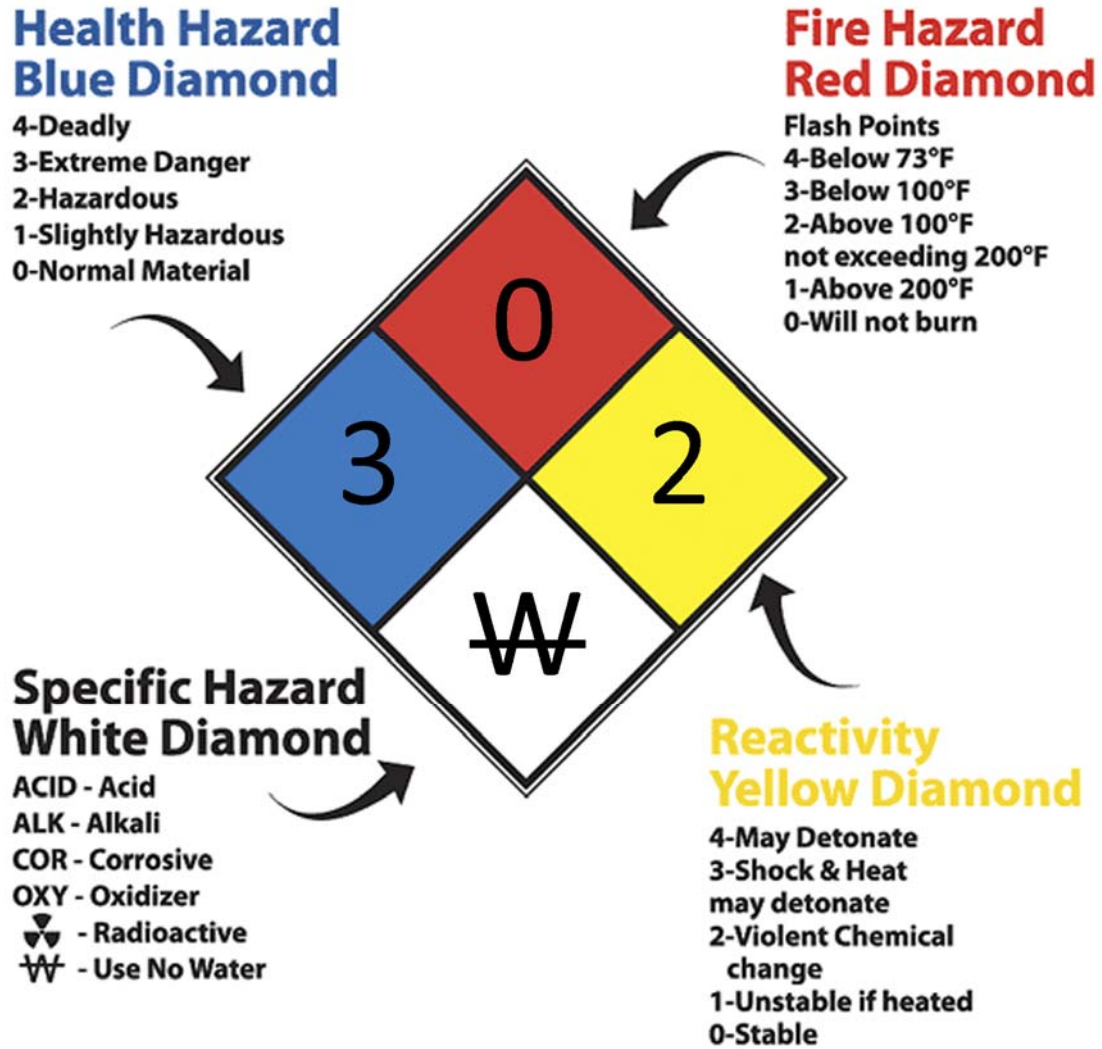 Health Hazard
Blue Diamond
4-Deadly
3-Extreme Danger
2-Hazardous
1-Slightly Hazardous
0-Normal Material
Fire Hazard
Red Diamond
Flash Points
4-Below 73°F
3-Below 100°F
2-Above 100°F
not exceeding 200°F
1-Above 200°F
0-Will not burn
0
3
2
W̶
Specific Hazard
White Diamond
ACID - Acid
ALK - Alkali
COR - Corrosive
OXY - Oxidizer
☢ - Radioactive
W̶ - Use No Water
Reactivity
Yellow Diamond
4-May Detonate
3-Shock & Heat
may detonate
2-Violent Chemical
change
1-Unstable if heated
0-Stable